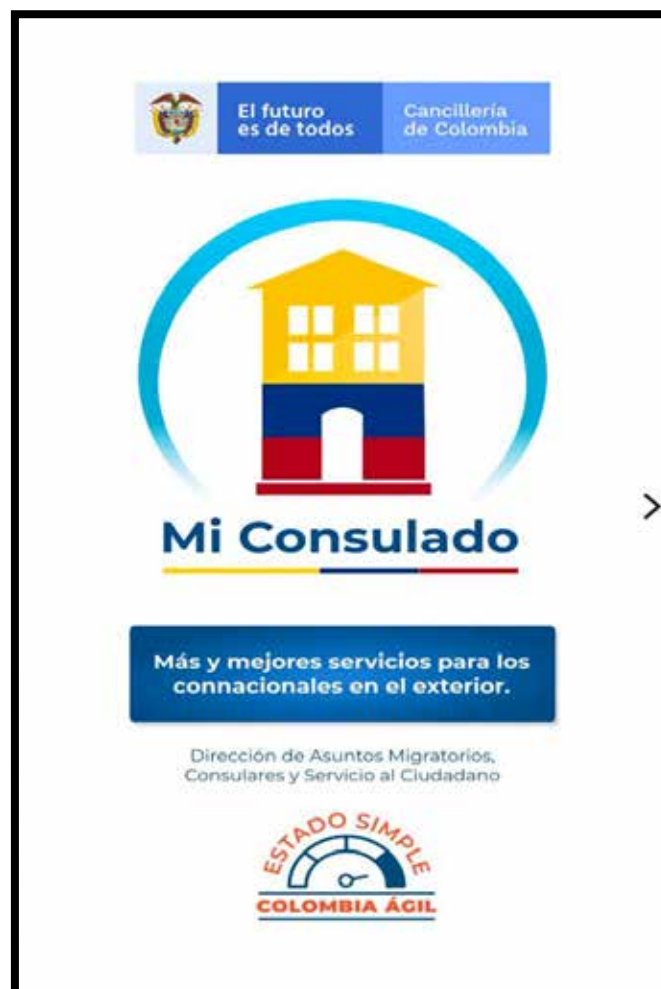 El futuro
es de todos
Cancillería
de Colombia
Mi Consulado
Más y mejores servicios para los
connacionales en el exterior.
Dirección de Asuntos Migratorios,
Consulares y Servicio al Ciudadano
ESTADO SIMPLE
COLOMBIA ÁGIL